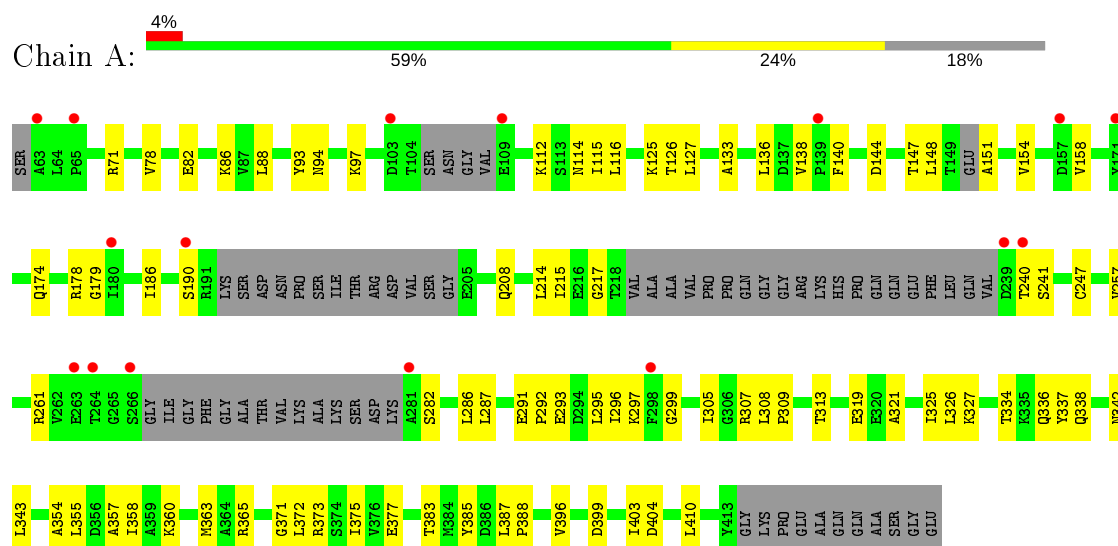 4%
Chain A:
59% 24% 18%
SER A63 L64 P65 R71 V78 E82 K86 V87 L88 Y93 N94 K97 D103 T104 SER ASN GLY VAL E109 K112 S113 N114 I115 L116 K125 T126 L127 A133 L136 D137 V138 P139 F140 D144 T147 L148 T149 GLU A151 V154 D157 V158
Q174 R178 G179 I180 I186 S190 R191 LYS SER ASP ASN PRO SER ILE THR ARG ASP VAL SER GLY E205 Q208 L214 I215 E216 G217 T218 VAL ALA ALA VAL PRO PRO GLN GLY GLY ARG LYS HIS PRO GLN GLN GLU PHE LEU GLN VAL D239 T240 S241 C247
R261 V262 E263 T264 G265 S266 GLY ILE GLY PHE GLY ALA THR VAL LYS ALA LYS SER ASP LYS A281 S282 L286 L287 E291 P292 E293 D294 L295 I296 K297 F298 G299 I305 G306 R307 L308 P309 T313 E319 E320 A321 I325 L326 K327 T334 K335 Q336 Y337 Q338
L343 A354 L355 D356 A357 I358 A359 K360 M363 A364 R365 G371 L372 R373 S374 I375 V376 E377 T383 M384 Y385 D386 L387 P388 V396 D399 I403 D404 L410 Y413 GLY LYS PRO GLU ALA GLN GLN ALA SER GLY GLU